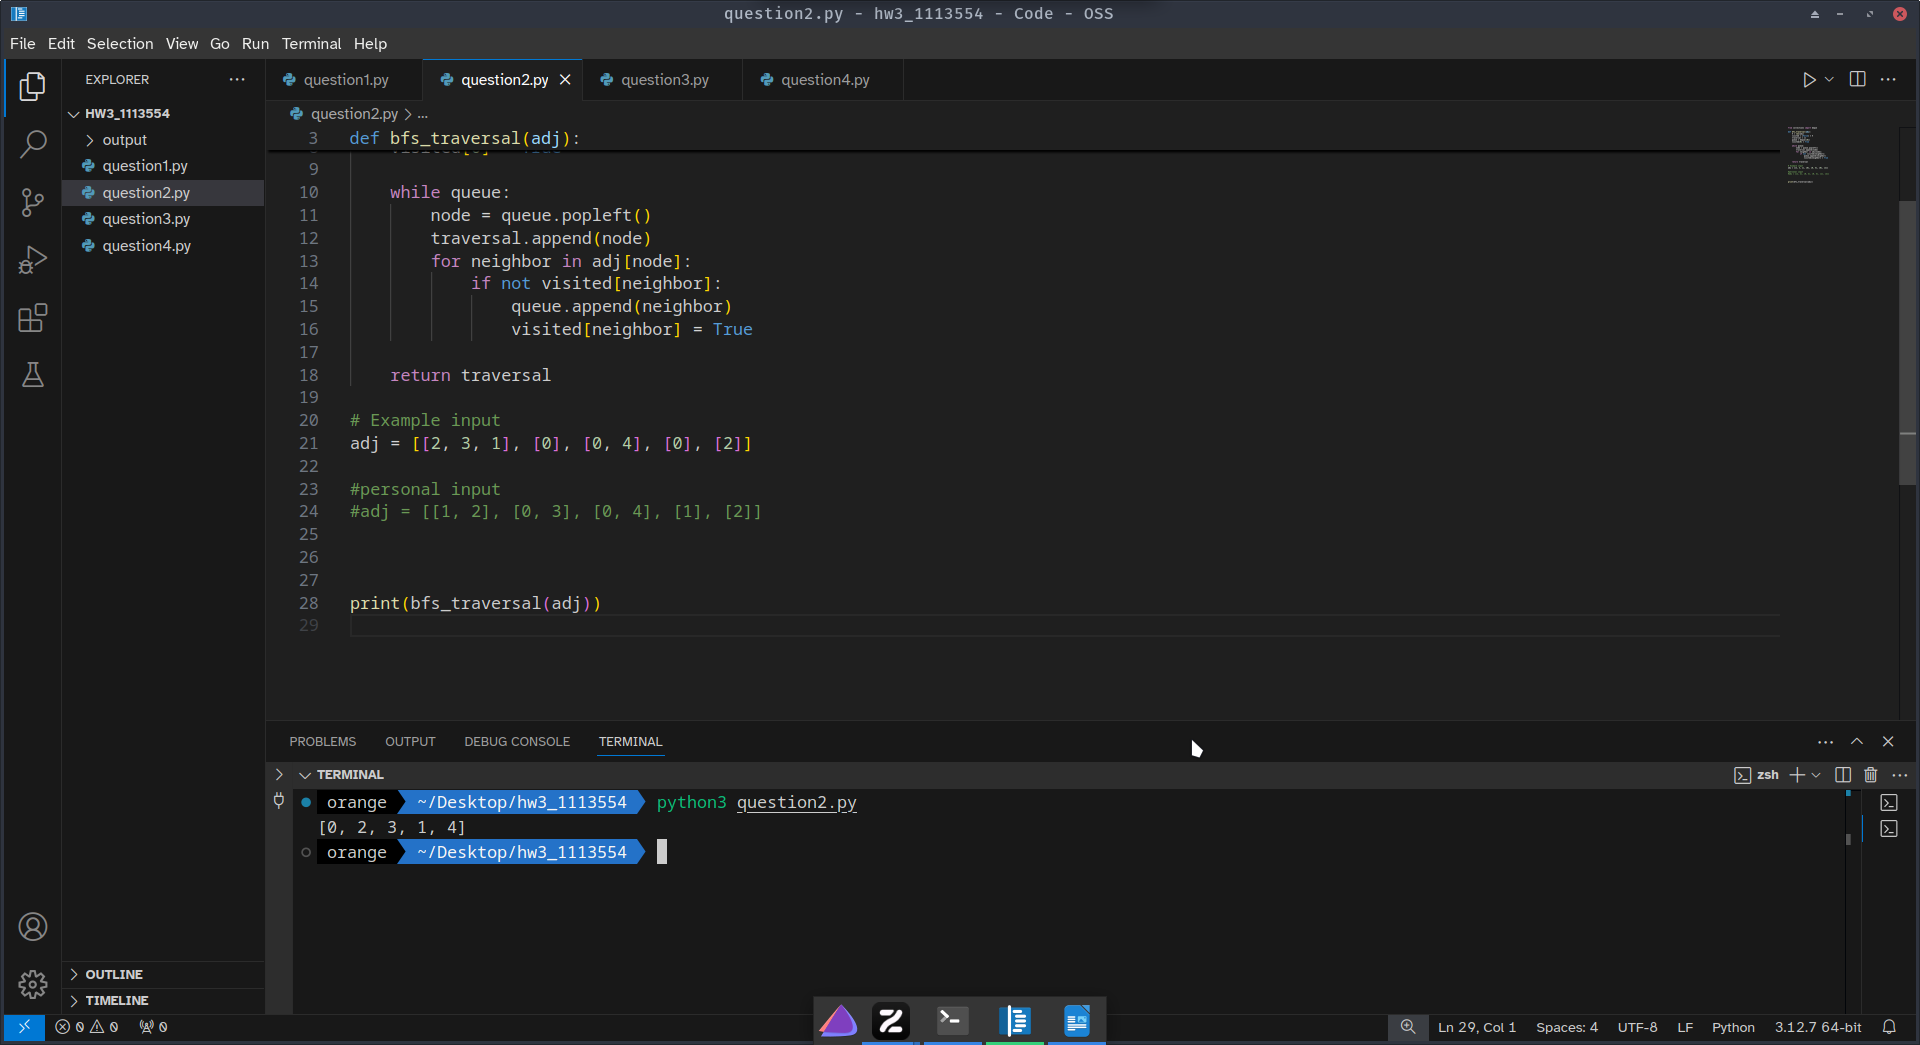 question2.py - hw3_1113554 - Code - OSS
File Edit Selection View Go Run Terminal Help
EXPLORER
HW3_1113554
output
question1.py
question2.py
question3.py
question4.py
OUTLINE
TIMELINE
question1.py question2.py question3.py question4.py
question2.py > ...
3 def bfs_traversal(adj):
9
10 while queue:
11 node = queue.popleft()
12 traversal.append(node)
13 for neighbor in adj[node]:
14 if not visited[neighbor]:
15 queue.append(neighbor)
16 visited[neighbor] = True
17
18 return traversal
19
20 # Example input
21 adj = [[2, 3, 1], [0], [0, 4], [0], [2]]
22
23 #personal input
24 #adj = [[1, 2], [0, 3], [0, 4], [1], [2]]
25
26
27
28 print(bfs_traversal(adj))
29
PROBLEMS OUTPUT DEBUG CONSOLE TERMINAL
TERMINAL
zsh
orange ~/Desktop/hw3_1113554 python3 question2.py
[0, 2, 3, 1, 4]
orange ~/Desktop/hw3_1113554
0 0 0
Ln 29, Col 1 Spaces: 4 UTF-8 LF Python 3.12.7 64-bit